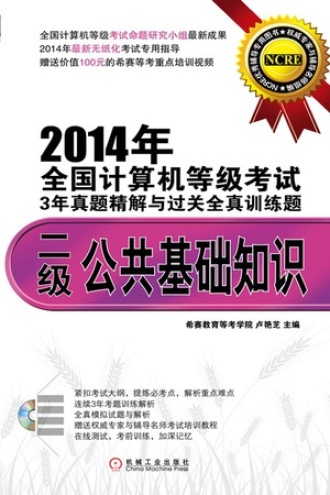 全国计算机等级考试命题研究小组最新成果
2014年最新无纸化考试专用指导
赠送价值100元的希赛等考重点培训视频
NCRE
2014年
全国计算机等级考试
3年真题精解与过关全真训练题
二级 公共基础知识
希赛教育等考学院 卢艳芝 主编
紧扣考试大纲，提炼必考点，解析重点难点
连续3年考题训练解析
全真模拟试题与解析
赠送权威专家与辅导名师考试培训教程
在线测试，考前训练，加深记忆
机械工业出版社
China Machine Press